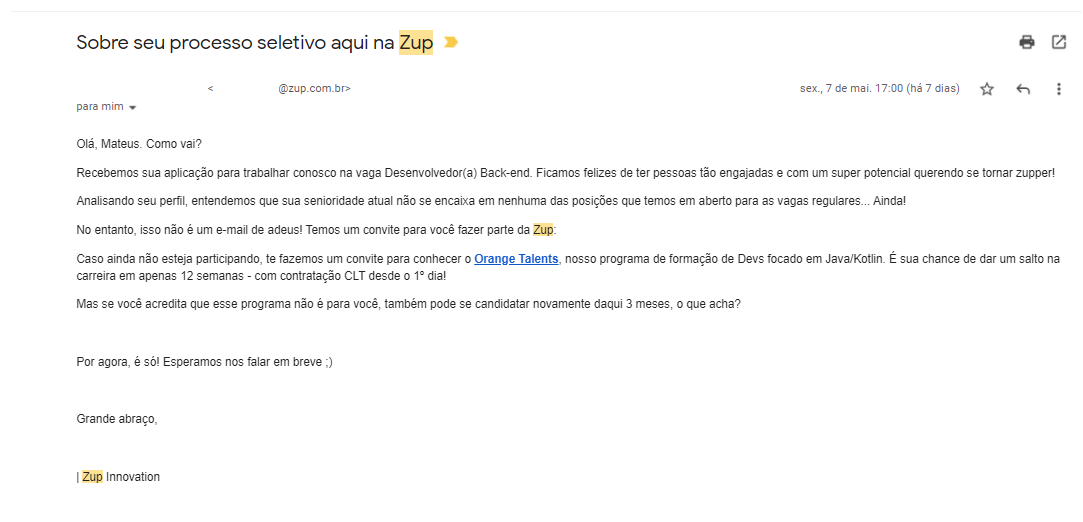 Sobre seu processo seletivo aqui na Zup
< @zup.com.br> sex., 7 de mai. 17:00 (há 7 dias)
para mim
Olá, Mateus. Como vai?
Recebemos sua aplicação para trabalhar conosco na vaga Desenvolvedor(a) Back-end. Ficamos felizes de ter pessoas tão engajadas e com um super potencial querendo se tornar zupper!
Analisando seu perfil, entendemos que sua senioridade atual não se encaixa em nenhuma das posições que temos em aberto para as vagas regulares... Ainda!
No entanto, isso não é um e-mail de adeus! Temos um convite para você fazer parte da Zup:
Caso ainda não esteja participando, te fazemos um convite para conhecer o Orange Talents, nosso programa de formação de Devs focado em Java/Kotlin. É sua chance de dar um salto na
carreira em apenas 12 semanas - com contratação CLT desde o 1º dia!
Mas se você acredita que esse programa não é para você, também pode se candidatar novamente daqui 3 meses, o que acha?
Por agora, é só! Esperamos nos falar em breve ;)
Grande abraço,
| Zup Innovation